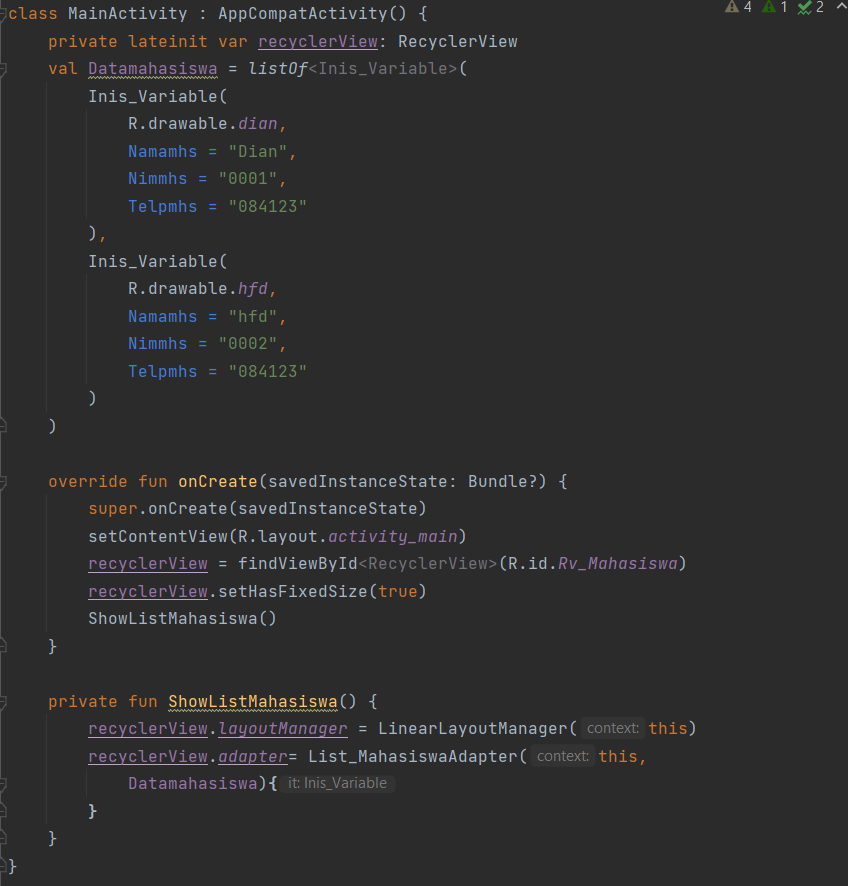 4 1 2
class MainActivity : AppCompatActivity() {
    private lateinit var recyclerView: RecyclerView
    val Datamahasiswa = listOf<Inis_Variable>(
        Inis_Variable(
            R.drawable.dian,
            Namamhs = "Dian",
            Nimmhs = "0001",
            Telpmhs = "084123"
        ),
        Inis_Variable(
            R.drawable.hfd,
            Namamhs = "hfd",
            Nimmhs = "0002",
            Telpmhs = "084123"
        )
    )
    override fun onCreate(savedInstanceState: Bundle?) {
        super.onCreate(savedInstanceState)
        setContentView(R.layout.activity_main)
        recyclerView = findViewById<RecyclerView>(R.id.Rv_Mahasiswa)
        recyclerView.setHasFixedSize(true)
        ShowListMahasiswa()
    }
    private fun ShowListMahasiswa() {
        recyclerView.layoutManager = LinearLayoutManager( context: this)
        recyclerView.adapter= List_MahasiswaAdapter( context: this,
            Datamahasiswa){ it: Inis_Variable
        }
    }
}